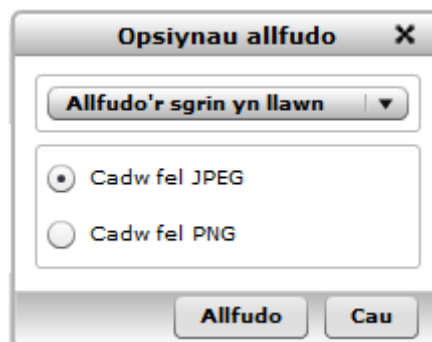 Opsiynau allfudo
Allfudo'r sgrin yn llawn
Cadw fel JPEG
Cadw fel PNG
Allfudo Cau